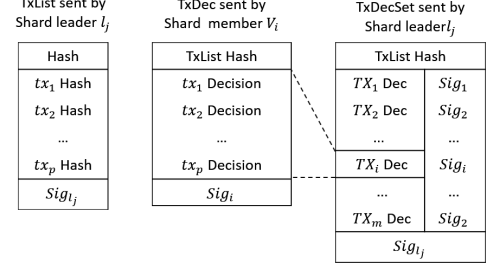 TxList sent by
Shard leader l_j
Hash
tx_1 Hash
tx_2 Hash
...
tx_p Hash
Sig_{l_j}
TxDec sent by
Shard member V_i
TxList Hash
tx_1 Decision
tx_2 Decision
...
tx_p Decision
Sig_i
TxDecSet sent by
Shard leaderl_j
TxList Hash
TX_1 Dec Sig_1
TX_2 Dec Sig_2
... ...
TX_i Dec Sig_i
... ...
TX_m Dec Sig_2
Sig_{l_j}